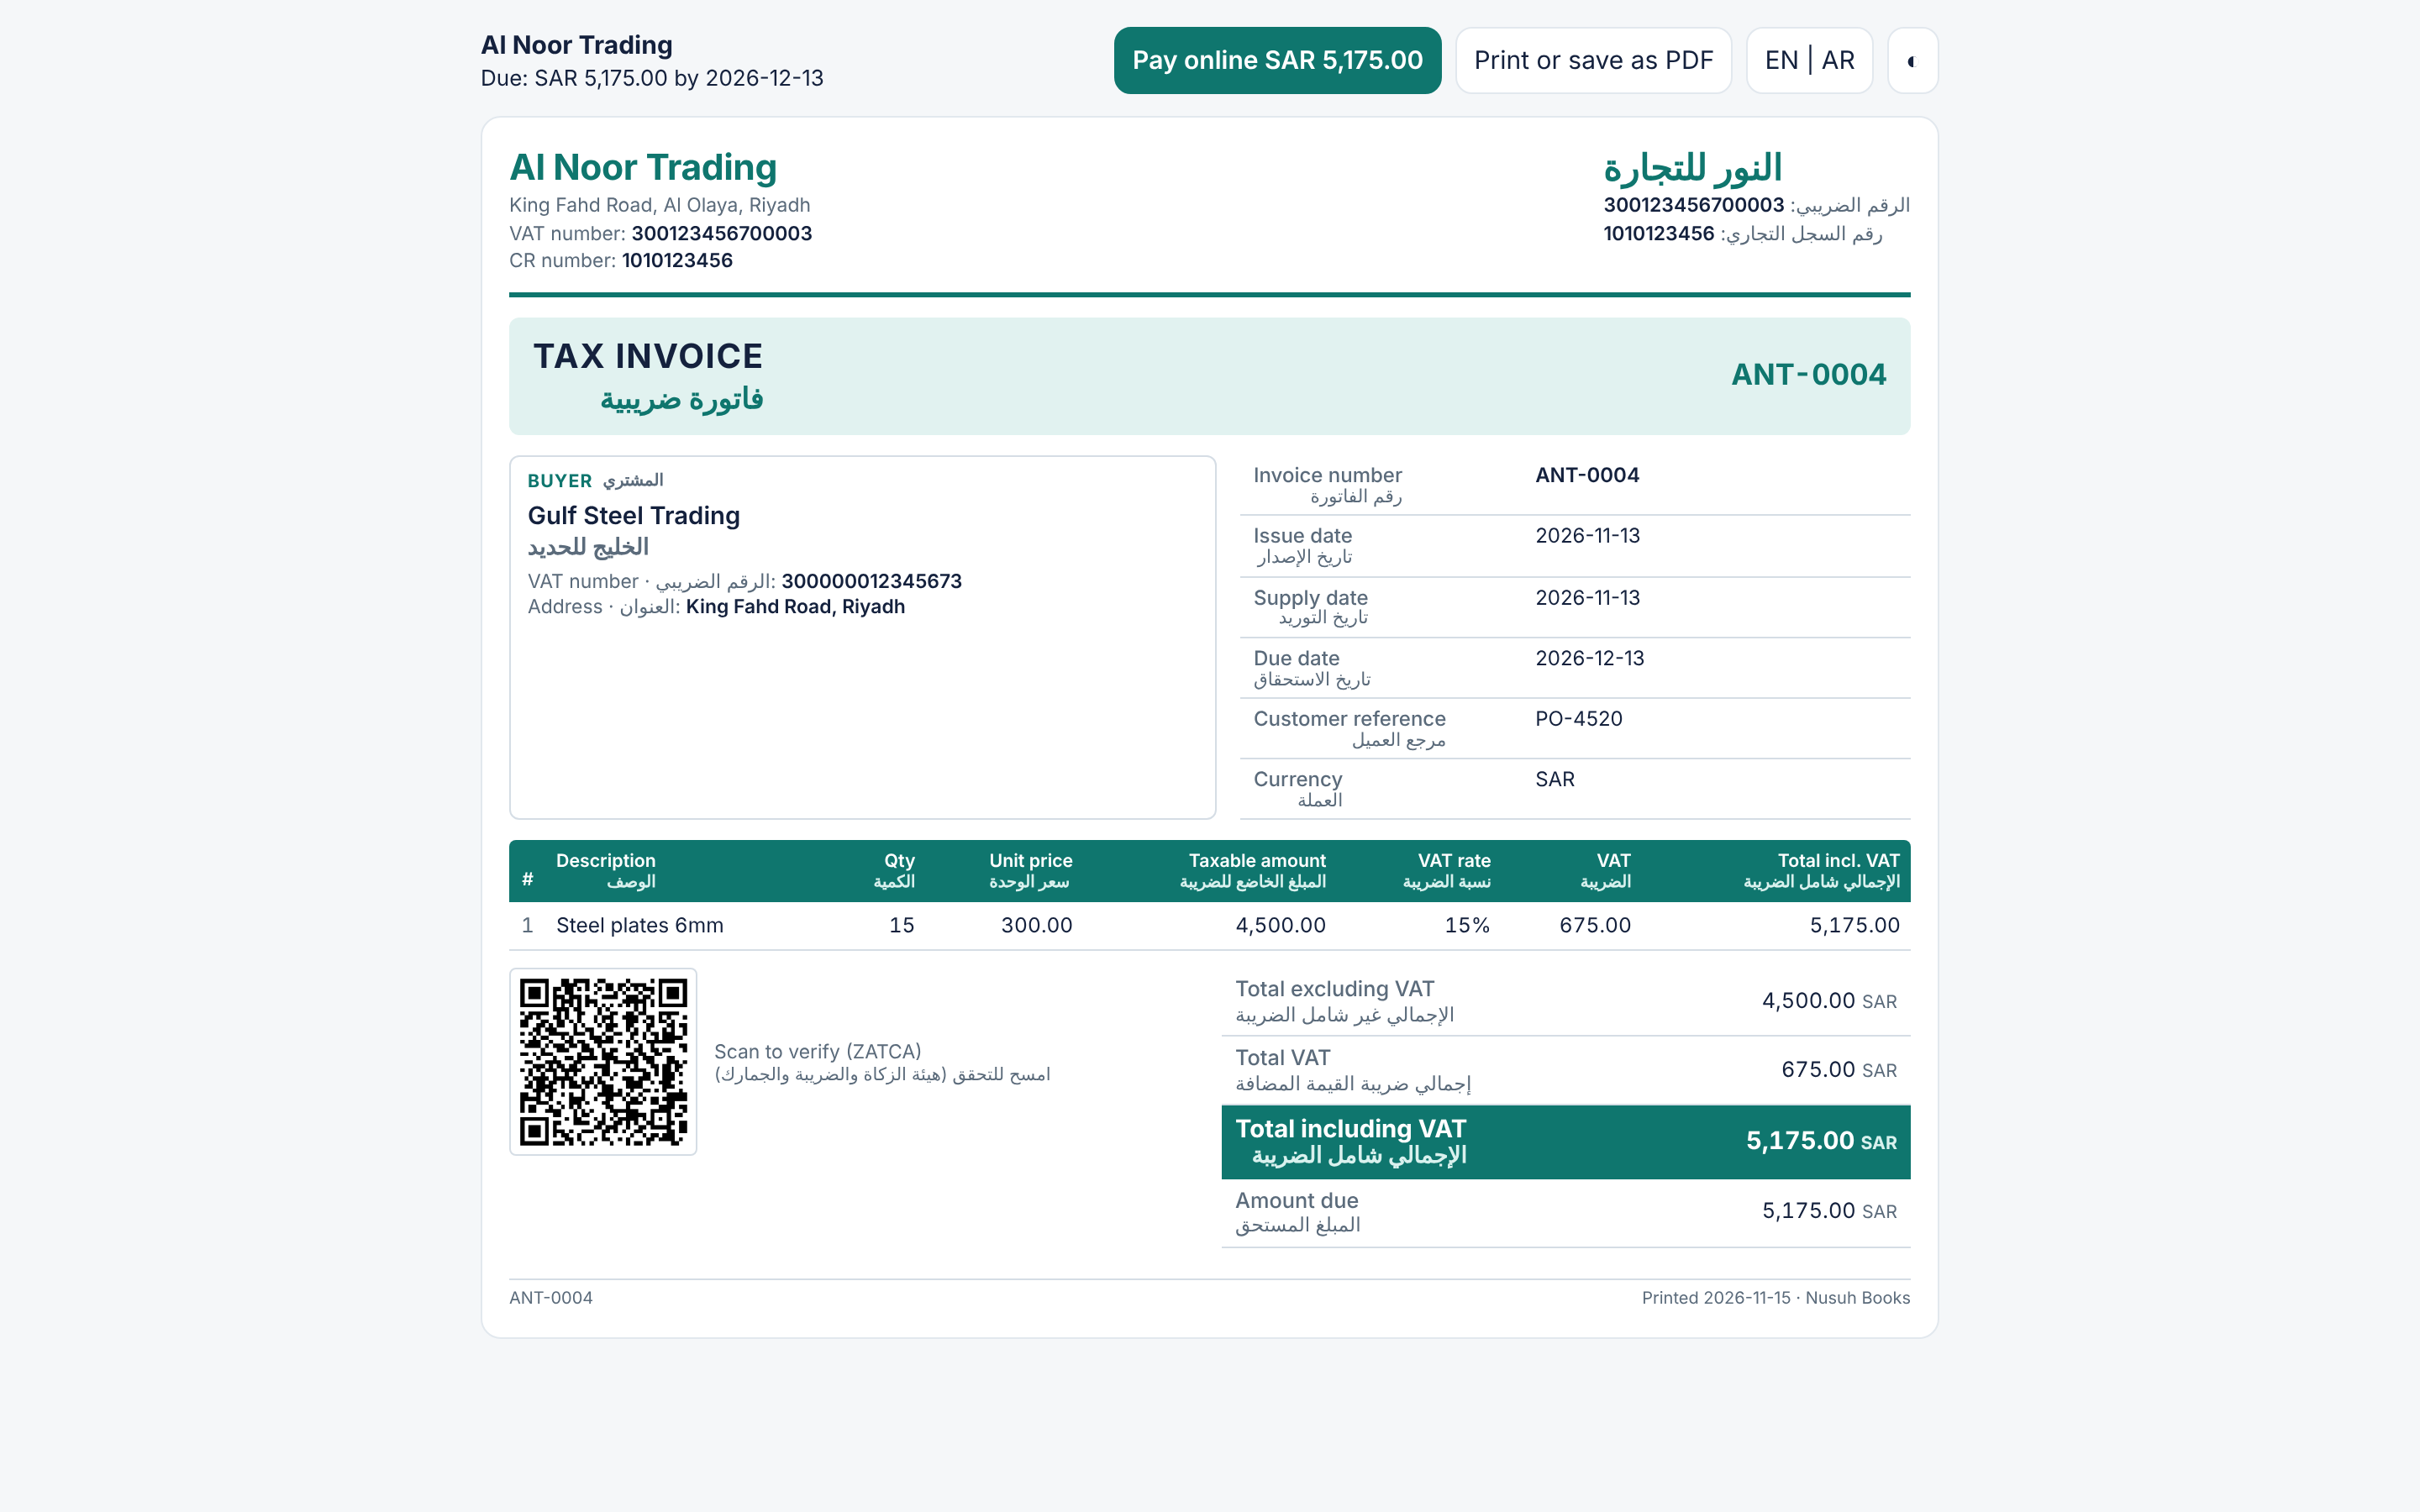 Al Noor Trading
Due: SAR 5,175.00 by 2026-12-13
Pay online SAR 5,175.00
Print or save as PDF
EN | AR
Al Noor Trading
King Fahd Road, Al Olaya, Riyadh
VAT number: 300123456700003
CR number: 1010123456
النور للتجارة
الرقم الضريبي: 300123456700003
رقم السجل التجاري: 1010123456
TAX INVOICE
فاتورة ضريبية
ANT-0004
BUYER المشتري
Gulf Steel Trading
الخليج للحديد
VAT number · الرقم الضريبي: 300000012345673
Address · العنوان: King Fahd Road, Riyadh
Invoice number ANT-0004
رقم الفاتورة
Issue date 2026-11-13
تاريخ الإصدار
Supply date 2026-11-13
تاريخ التوريد
Due date 2026-12-13
تاريخ الاستحقاق
Customer reference PO-4520
مرجع العميل
Currency SAR
العملة
# Description Qty Unit price Taxable amount VAT rate VAT Total incl. VAT
الوصف الكمية سعر الوحدة المبلغ الخاضع للضريبة نسبة الضريبة الضريبة الإجمالي شامل الضريبة
1 Steel plates 6mm 15 300.00 4,500.00 15% 675.00 5,175.00
Scan to verify (ZATCA)
امسح للتحقق (هيئة الزكاة والضريبة والجمارك)
Total excluding VAT 4,500.00 SAR
الإجمالي غير شامل الضريبة
Total VAT 675.00 SAR
إجمالي ضريبة القيمة المضافة
Total including VAT 5,175.00 SAR
الإجمالي شامل الضريبة
Amount due 5,175.00 SAR
المبلغ المستحق
ANT-0004
Printed 2026-11-15 · Nusuh Books